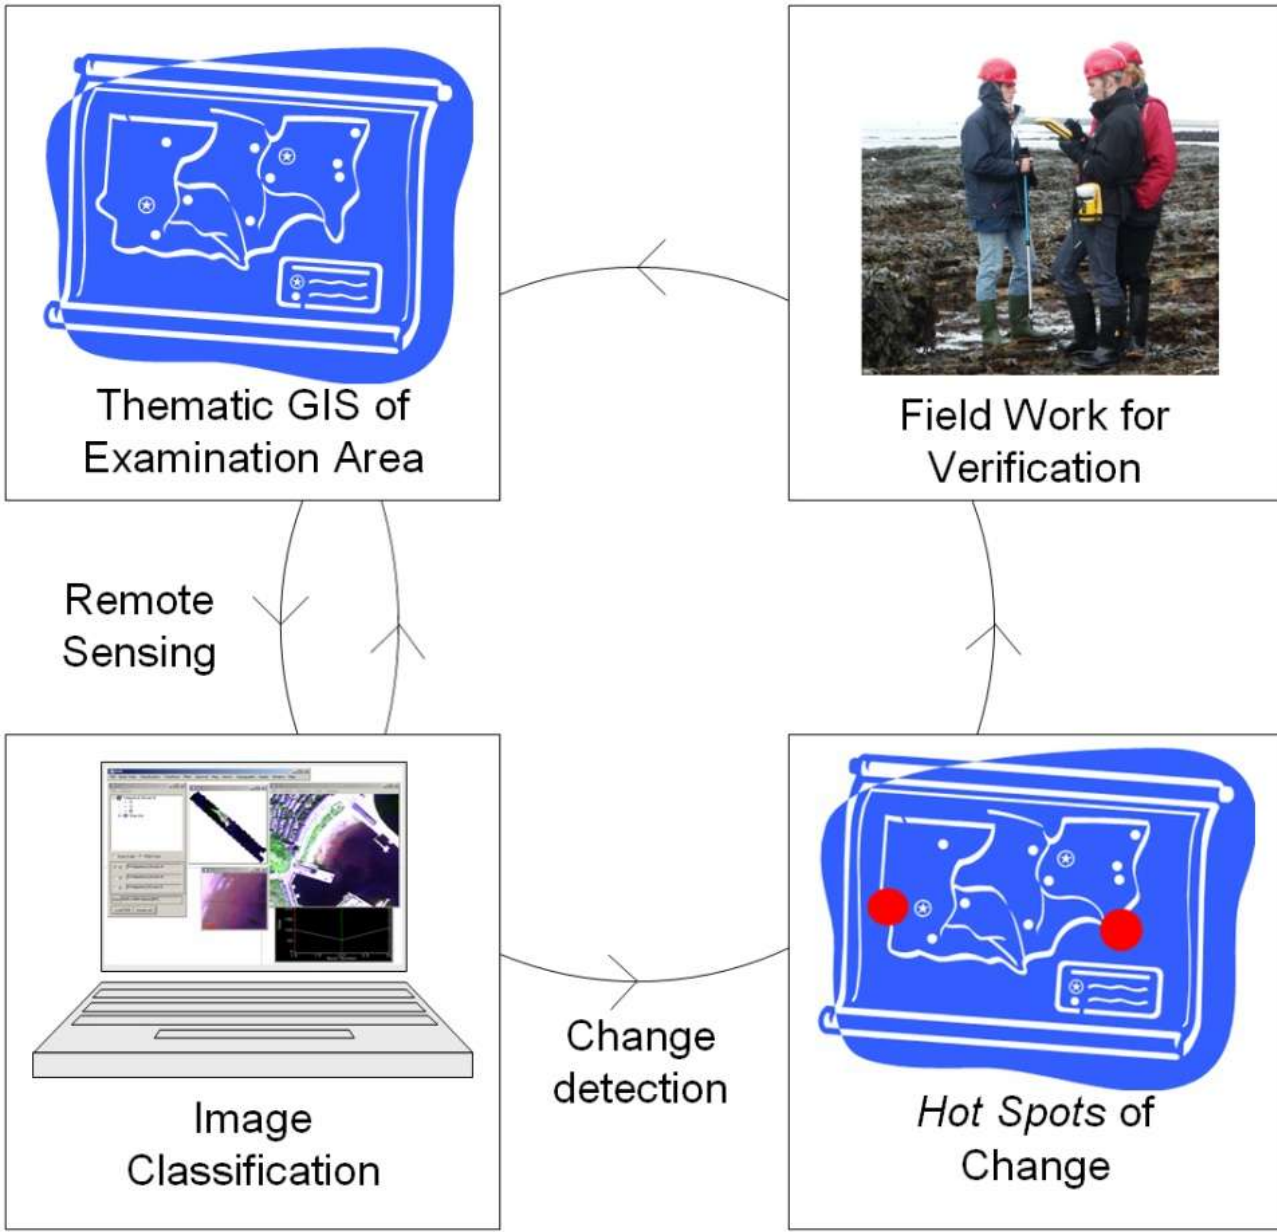 Thematic GIS of
Examination Area
Field Work for
Verification
Remote
Sensing
Change
detection
Image
Classification
Hot Spots of
Change